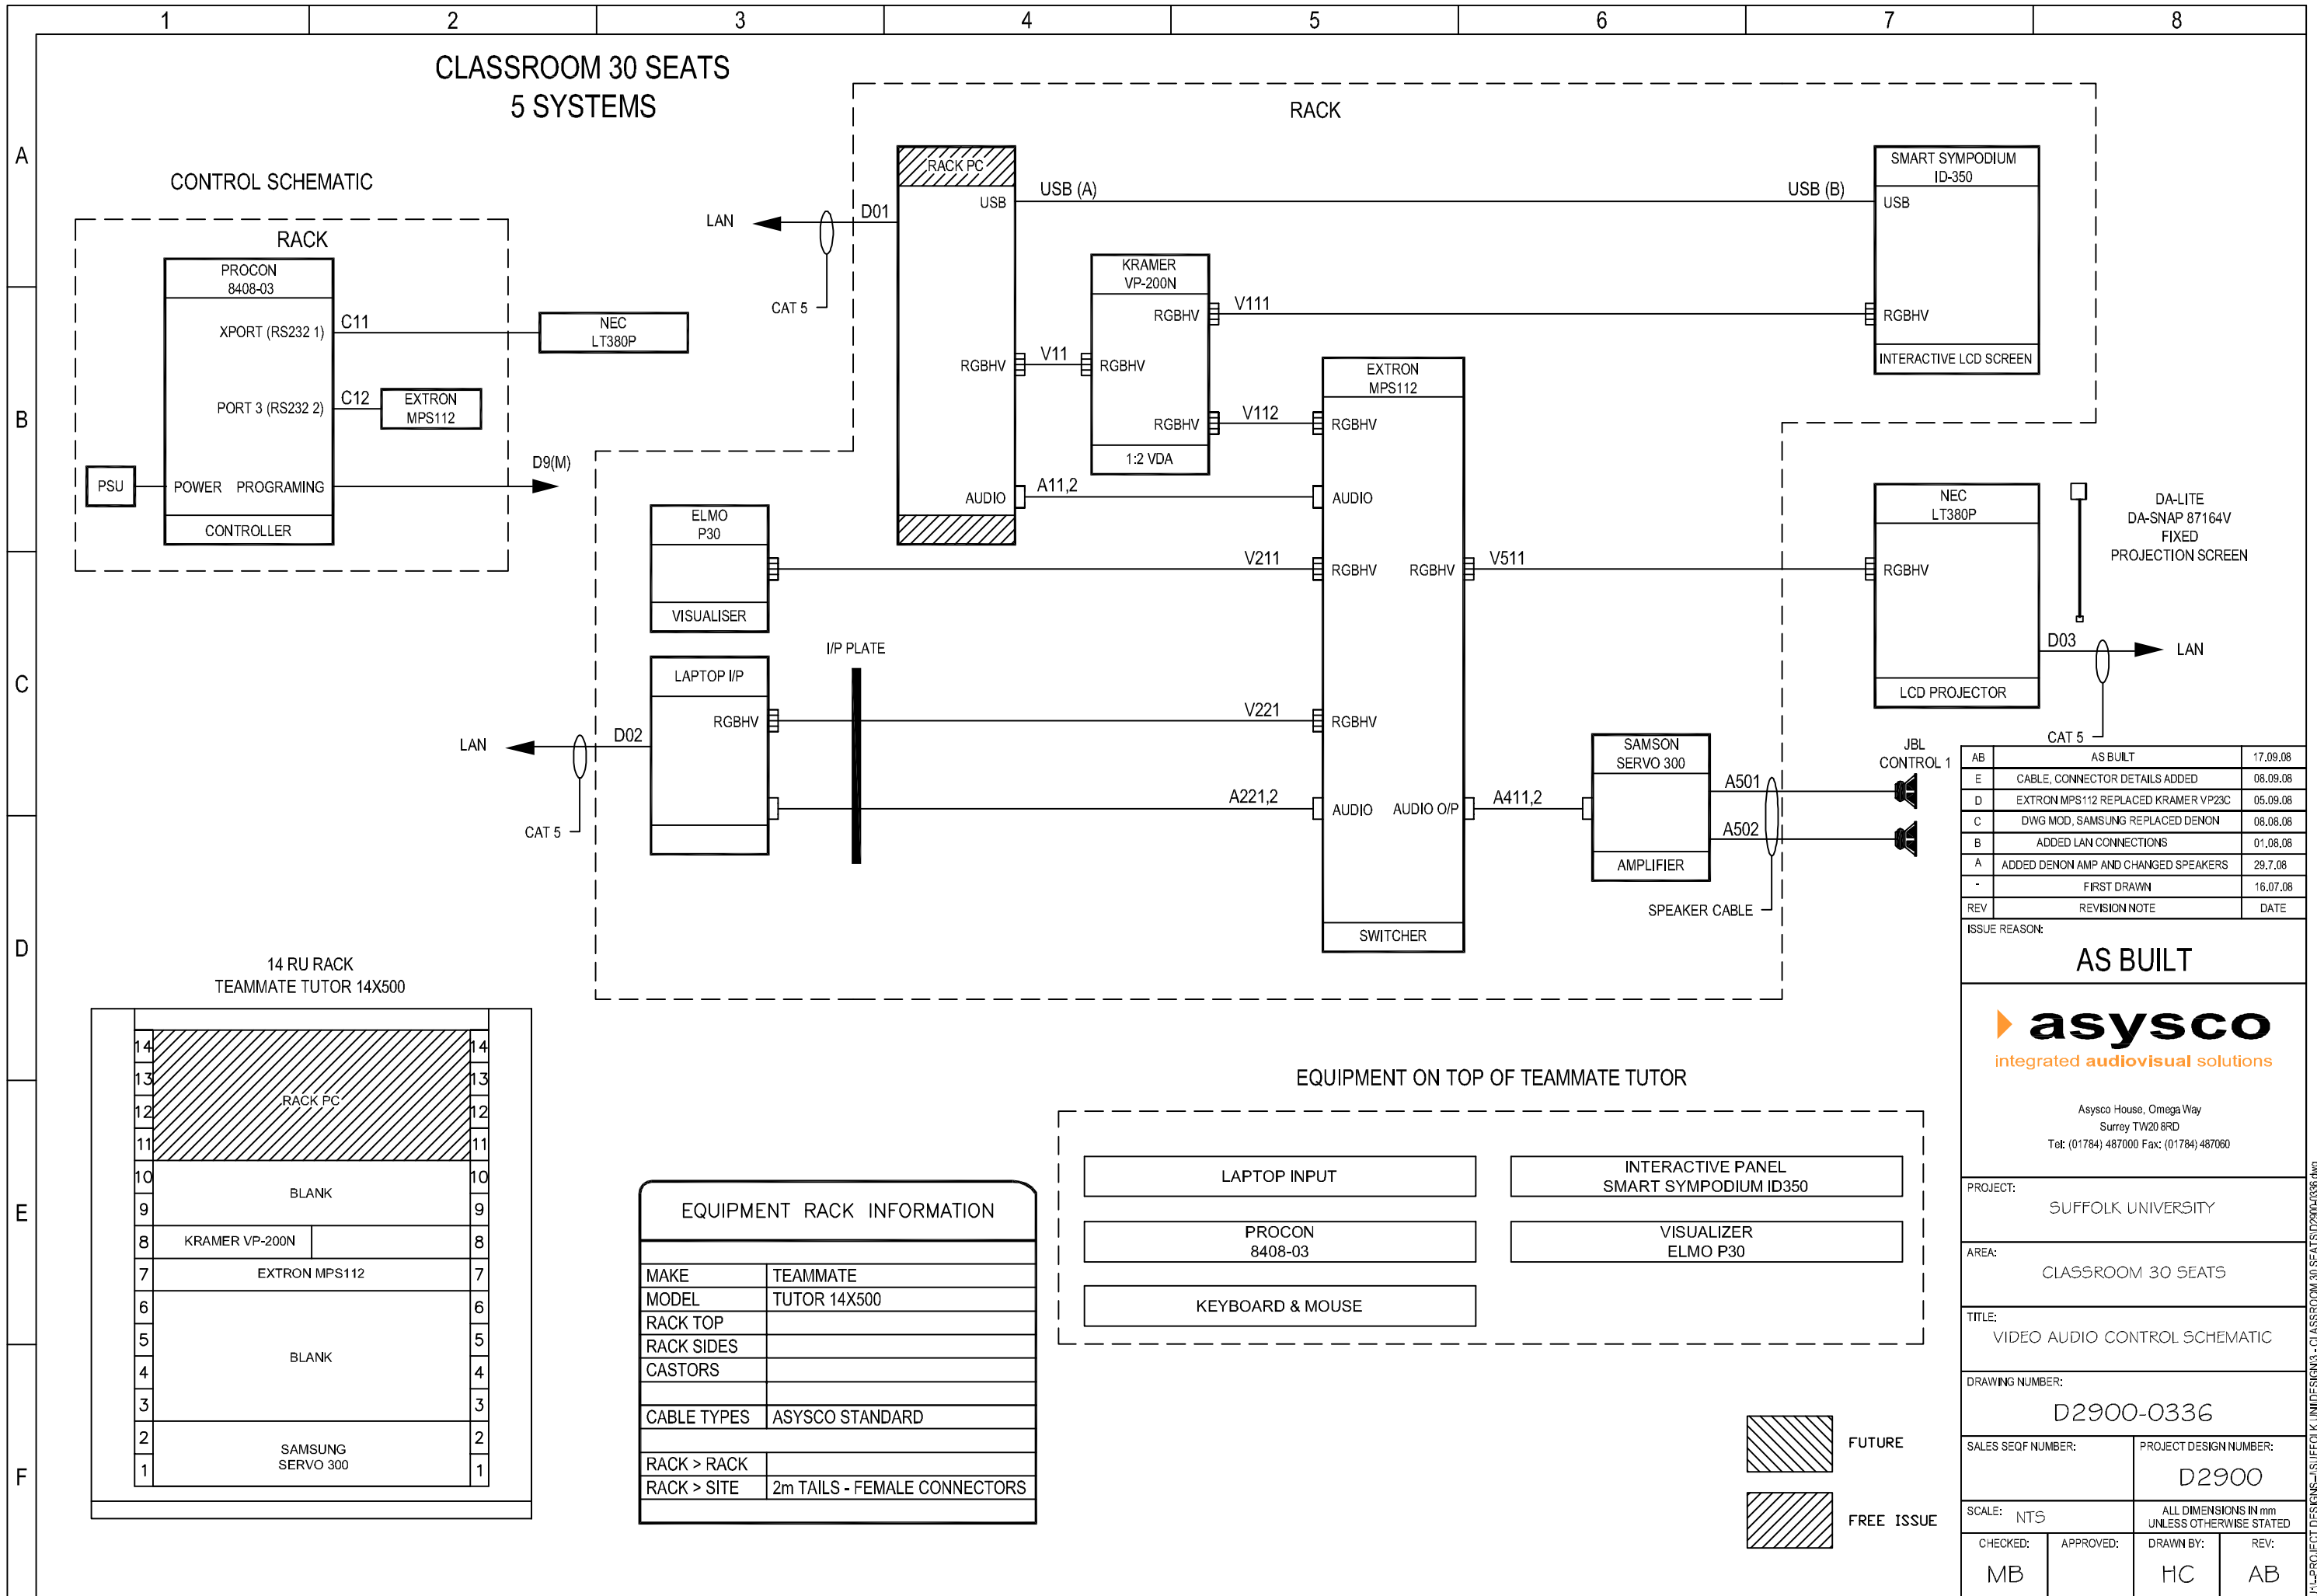 1 2 3 4 5 6 7 8
A
B
C
D
E
F
CLASSROOM 30 SEATS
5 SYSTEMS
CONTROL SCHEMATIC
RACK
PROCON
8408-03
XPORT (RS232 1)
C11
NEC
LT380P
PORT 3 (RS232 2)
C12
EXTRON
MPS112
D9(M)
PSU
POWER PROGRAMING
CONTROLLER
RACK
RACK PC
USB
USB (A)
USB (B)
SMART SYMPODIUM
ID-350
USB
RGBHV
INTERACTIVE LCD SCREEN
LAN
D01
CAT 5
KRAMER
VP-200N
RGBHV
V111
RGBHV
V11
RGBHV
RGBHV
V112
1:2 VDA
AUDIO
A11,2
EXTRON
MPS112
RGBHV
AUDIO
RGBHV
RGBHV
RGBHV
AUDIO
AUDIO O/P
SWITCHER
ELMO
P30
VISUALISER
V211
V511
NEC
LT380P
RGBHV
LCD PROJECTOR
DA-LITE
DA-SNAP 87164V
FIXED
PROJECTION SCREEN
D03
LAN
CAT 5
I/P PLATE
LAPTOP I/P
RGBHV
V221
LAN
D02
CAT 5
A221,2
A411,2
SAMSON
SERVO 300
AMPLIFIER
A501
A502
SPEAKER CABLE
JBL
CONTROL 1
AB AS BUILT 17.09.08
E CABLE, CONNECTOR DETAILS ADDED 08.09.08
D EXTRON MPS112 REPLACED KRAMER VP23C 05.09.08
C DWG MOD, SAMSUNG REPLACED DENON 08.08.08
B ADDED LAN CONNECTIONS 01.08.08
A ADDED DENON AMP AND CHANGED SPEAKERS 29.7.08
- FIRST DRAWN 16.07.08
REV REVISION NOTE DATE
ISSUE REASON:
AS BUILT
asysco
integrated audiovisual solutions
Asysco House, Omega Way
Surrey TW20 8RD
Tel: (01784) 487000 Fax: (01784) 487060
PROJECT:
SUFFOLK UNIVERSITY
AREA:
CLASSROOM 30 SEATS
TITLE:
VIDEO AUDIO CONTROL SCHEMATIC
DRAWING NUMBER:
D2900-0336
SALES SEQF NUMBER:
PROJECT DESIGN NUMBER:
D2900
SCALE: NTS
ALL DIMENSIONS IN mm
UNLESS OTHERWISE STATED
CHECKED: APPROVED: DRAWN BY: REV:
MB HC AB
14 RU RACK
TEAMMATE TUTOR 14X500
14 14
13 13
RACK PC
12 12
11 11
10 10
BLANK
9 9
8 KRAMER VP-200N 8
7 EXTRON MPS112 7
6 6
5 5
BLANK
4 4
3 3
2 2
SAMSUNG
SERVO 300
1 1
EQUIPMENT RACK INFORMATION
MAKE TEAMMATE
MODEL TUTOR 14X500
RACK TOP
RACK SIDES
CASTORS
CABLE TYPES ASYSCO STANDARD
RACK > RACK
RACK > SITE 2m TAILS - FEMALE CONNECTORS
EQUIPMENT ON TOP OF TEAMMATE TUTOR
LAPTOP INPUT
INTERACTIVE PANEL
SMART SYMPODIUM ID350
PROCON
8408-03
VISUALIZER
ELMO P30
KEYBOARD & MOUSE
FUTURE
FREE ISSUE